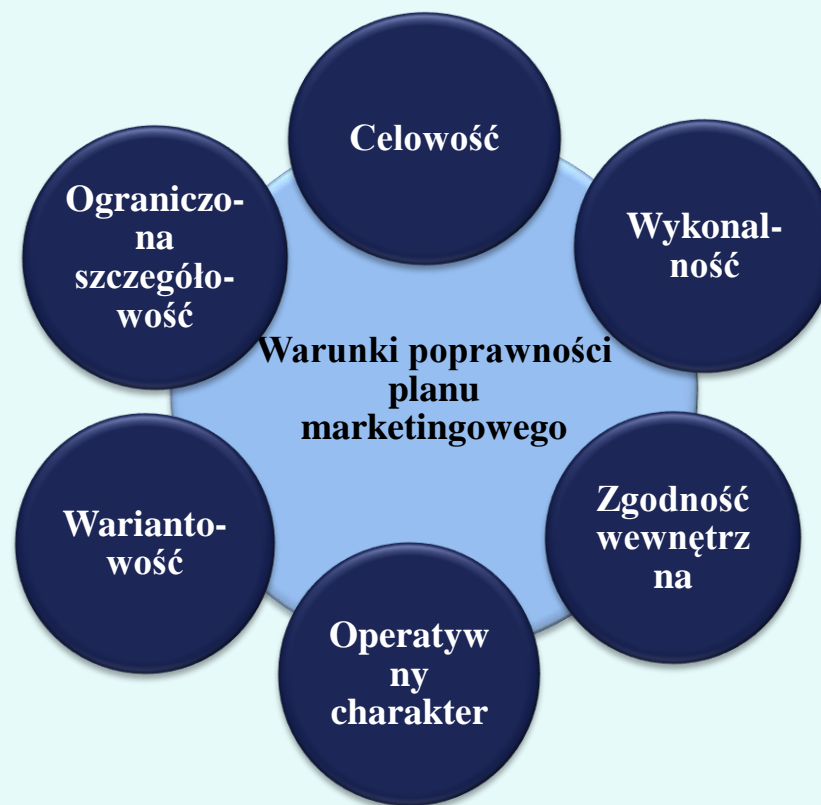 Celowość
Wykonal-
ność
Zgodność
wewnętrz
na
Operatyw
ny
charakter
Warianto-
wość
Ograniczo-
na
szczegóło-
wość
Warunki poprawności
planu
marketingowego